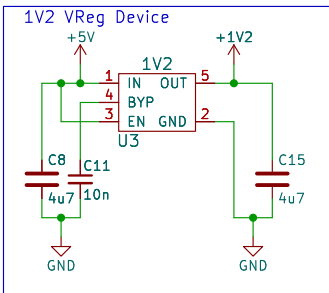 1V2 VReg Device
+5V
+1V2
1V2
1
IN
OUT
5
4
BYP
3
EN
GND
2
U3
C8
4u7
C11
10n
C15
4u7
GND
GND